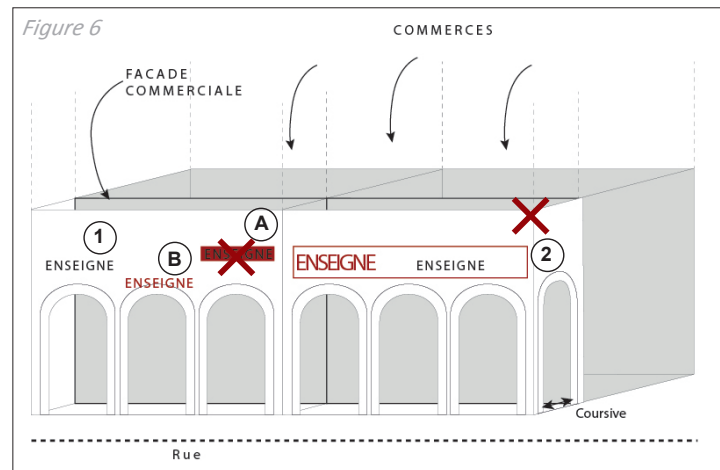 Figure 6
COMMERCES
FACADE
COMMERCIALE
A
1
B
2
ENSEIGNE
ENSEIGNE
ENSEIGNE
ENSEIGNE
ENSEIGNE
Coursive
Rue